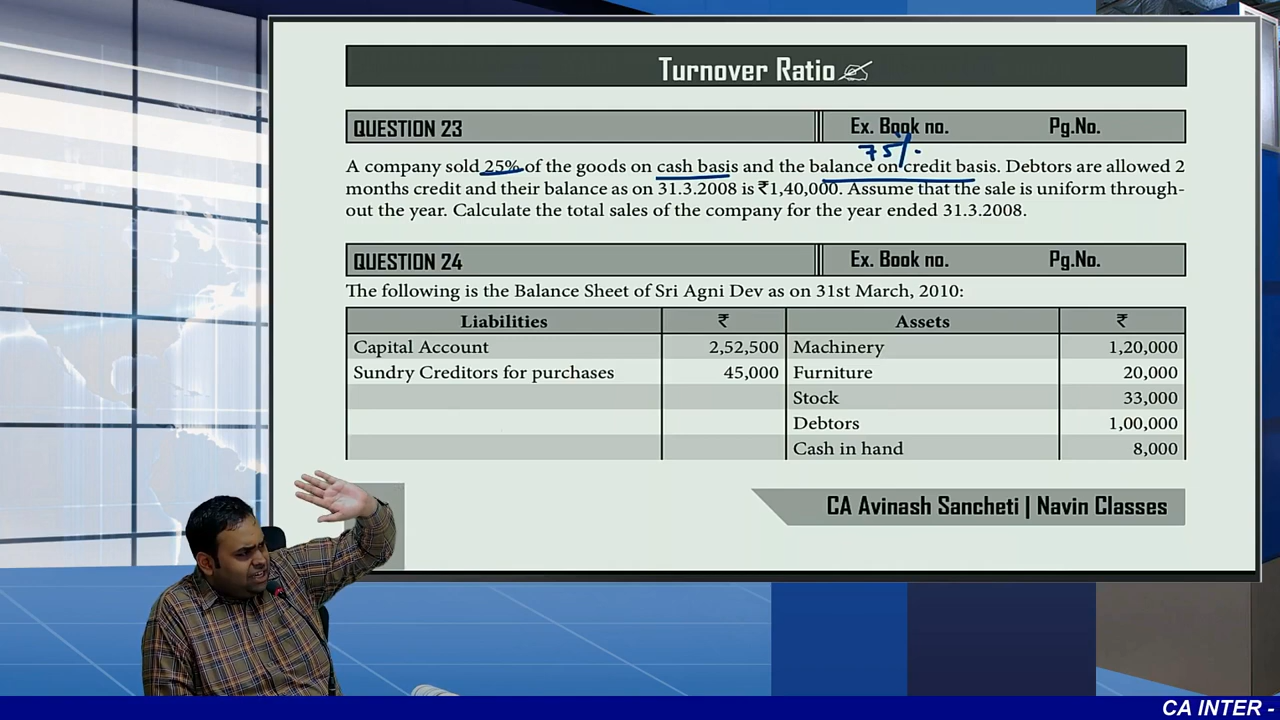 Turnover Ratio
QUESTION 23 Ex. Book no. Pg.No.
75%
A company sold 25% of the goods on cash basis and the balance on credit basis. Debtors are allowed 2
months credit and their balance as on 31.3.2008 is ₹1,40,000. Assume that the sale is uniform through-
out the year. Calculate the total sales of the company for the year ended 31.3.2008.
QUESTION 24 Ex. Book no. Pg.No.
The following is the Balance Sheet of Sri Agni Dev as on 31st March, 2010:
Liabilities ₹ Assets ₹
Capital Account 2,52,500 Machinery 1,20,000
Sundry Creditors for purchases 45,000 Furniture 20,000
Stock 33,000
Debtors 1,00,000
Cash in hand 8,000
CA Avinash Sancheti | Navin Classes
CA INTER -